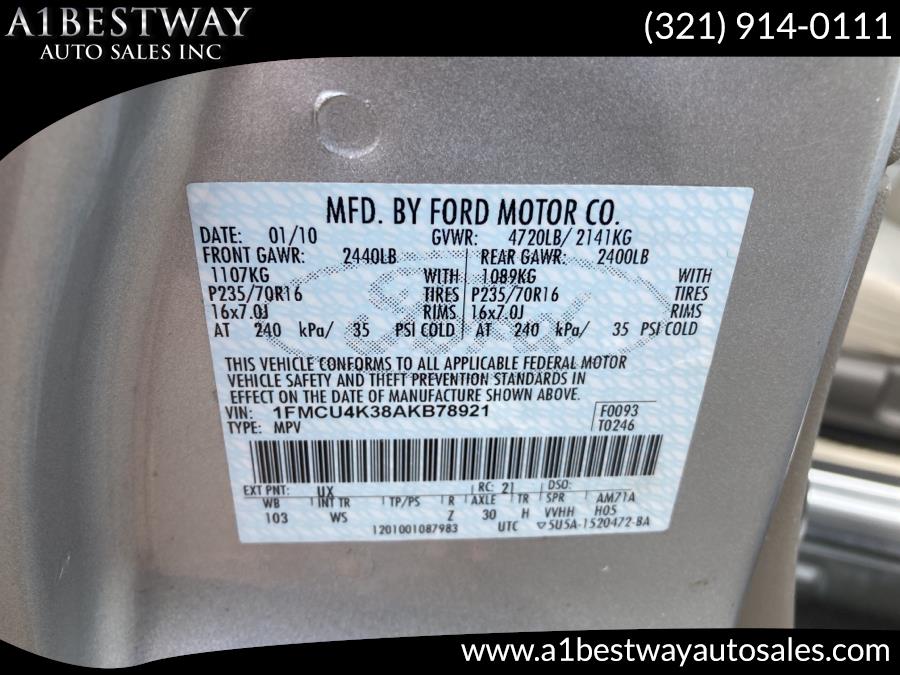 A1BESTWAY
AUTO SALES INC
(321) 914-0111
MFD. BY FORD MOTOR CO.
DATE: 01/10 GVWR: 4720LB/ 2141KG
FRONT GAWR: 2440LB REAR GAWR: 2400LB
1107KG WITH 1089KG WITH
P235/70R16 TIRES P235/70R16 TIRES
16x7.0J RIMS 16x7.0J RIMS
AT 240 kPa/ 35 PSI COLD AT 240 kPa/ 35 PSI COLD
THIS VEHICLE CONFORMS TO ALL APPLICABLE FEDERAL MOTOR
VEHICLE SAFETY AND THEFT PREVENTION STANDARDS IN
EFFECT ON THE DATE OF MANUFACTURE SHOWN ABOVE.
VIN: 1FMCU4K38AKB78921 F0093
TYPE: MPV T0246
EXT PNT: UX RC: 21 DSO:
WB INT TR TP/PS R AXLE TR SPR AM71A
103 WS Z 30 H VVHH H05
1201001087983 UTC ▽5U5A-1520472-BA
www.a1bestwayautosales.com